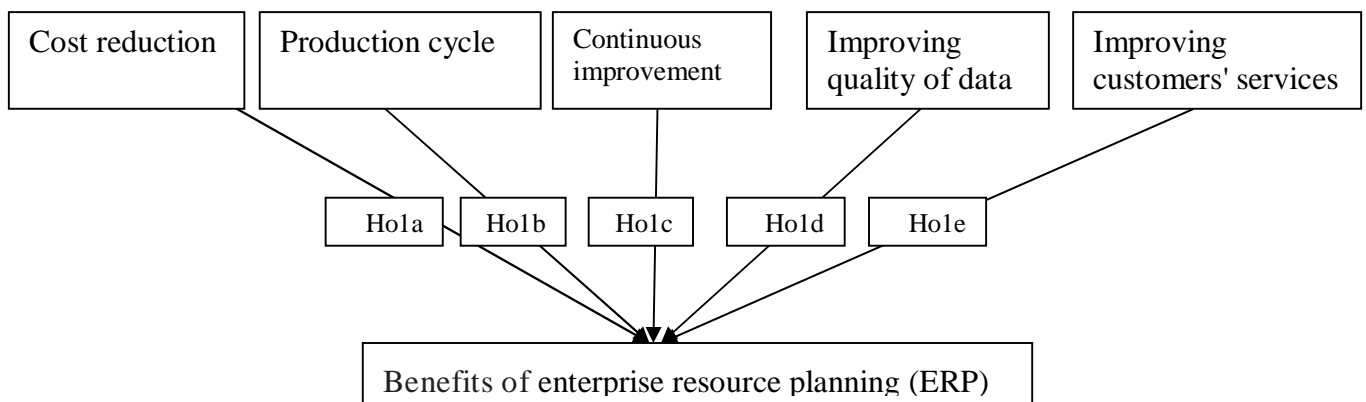 Cost reduction
Production cycle
Continuous
improvement
Improving
quality of data
Improving
customers' services
Ho1a
Ho1b
Ho1c
Ho1d
Ho1e
Benefits of enterprise resource planning (ERP)